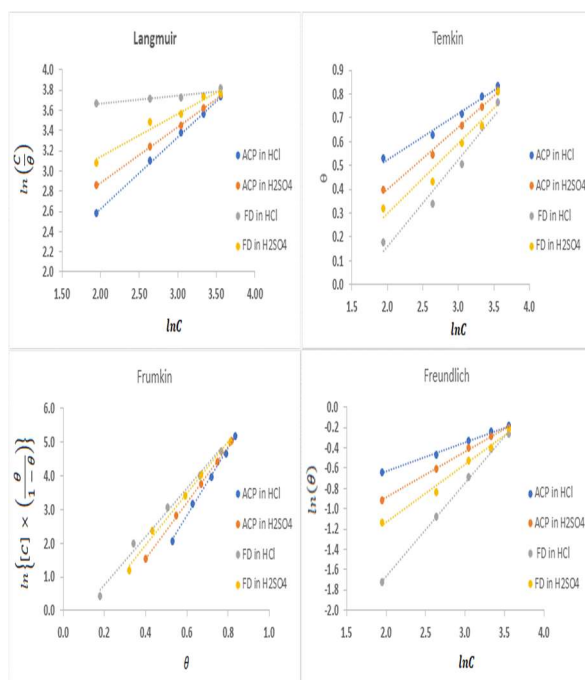 Langmuir
4.0
3.8
3.6
3.4
3.2
3.0
2.8
2.6
2.4
2.2
2.0
ln (C/θ)
1.50 2.00 2.50 3.00 3.50 4.00
lnC
ACP in HCl
ACP in H2SO4
FD in HCl
FD in H2SO4
Temkin
0.9
0.8
0.7
0.6
0.5
0.4
0.3
0.2
0.1
0.0
Θ
1.5 2.0 2.5 3.0 3.5 4.0
lnC
ACP in HCl
ACP in H2SO4
FD in HCl
FD in H2SO4
Frumkin
6.0
5.0
4.0
3.0
2.0
1.0
0.0
ln {[C] × (θ/(1 − θ))}
0.0 0.2 0.4 0.6 0.8 1.0
θ
ACP in HCl
ACP in H2SO4
FD in HCl
FD in H2SO4
Freundlich
0.0
-0.2
-0.4
-0.6
-0.8
-1.0
-1.2
-1.4
-1.6
-1.8
-2.0
ln(θ)
1.5 2.0 2.5 3.0 3.5 4.0
lnC
ACP in HCl
ACP in H2SO4
FD in HCl
FD in H2SO4